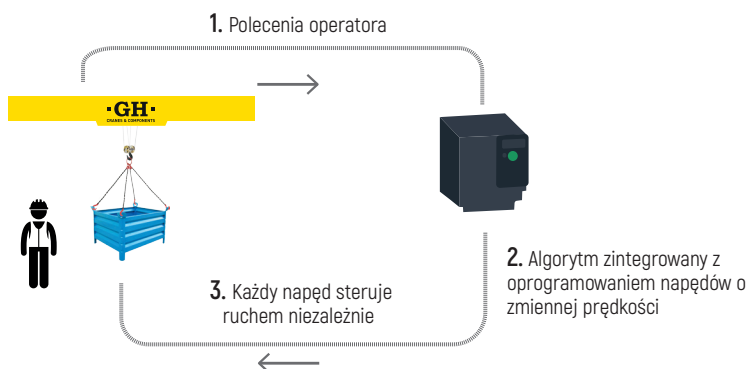 1. Polecenia operatora
·GH·
CRANES & COMPONENTS
2. Algorytm zintegrowany z
oprogramowaniem napędów o
zmiennej prędkości
3. Każdy napęd steruje
ruchem niezależnie